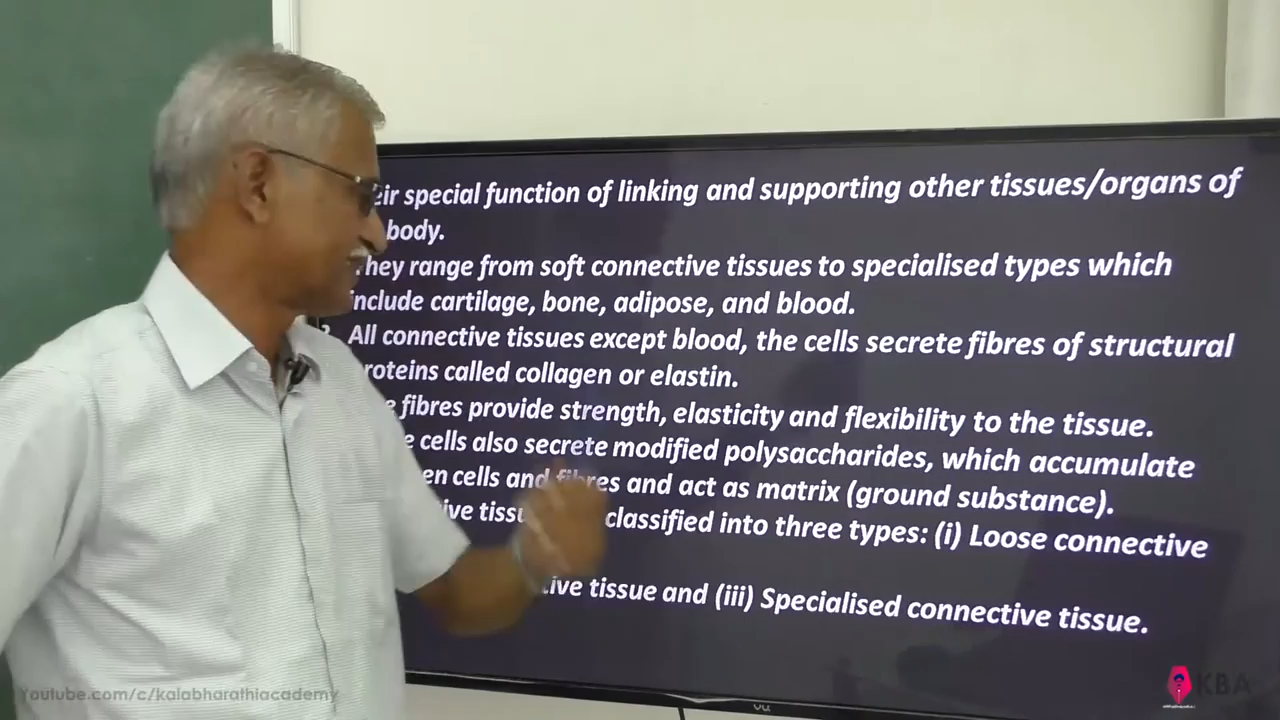 special function of linking and supporting other tissues/organs of
body.
They range from soft connective tissues to specialised types which
include cartilage, bone, adipose, and blood.
All connective tissues except blood, the cells secrete fibres of structural
proteins called collagen or elastin.
fibres provide strength, elasticity and flexibility to the tissue.
cells also secrete modified polysaccharides, which accumulate
cells and fibres and act as matrix (ground substance).
classified into three types: (i) Loose connective
tissue and (iii) Specialised connective tissue.
Youtube.com/c/kalabharathiacademy
KBA